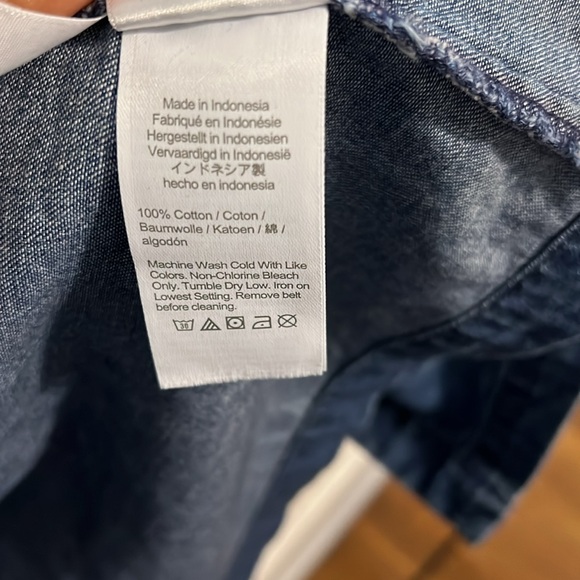 Made in Indonesia
Fabriqué en Indonésie
Hergestellt in Indonesien
Vervaardigd in Indonesië
インドネシア製
hecho en indonesia
100% Cotton / Coton /
Baumwolle / Katoen / 綿 /
algodón
Machine Wash Cold With Like
Colors. Non-Chlorine Bleach
Only. Tumble Dry Low. Iron on
Lowest Setting. Remove belt
before cleaning.
30